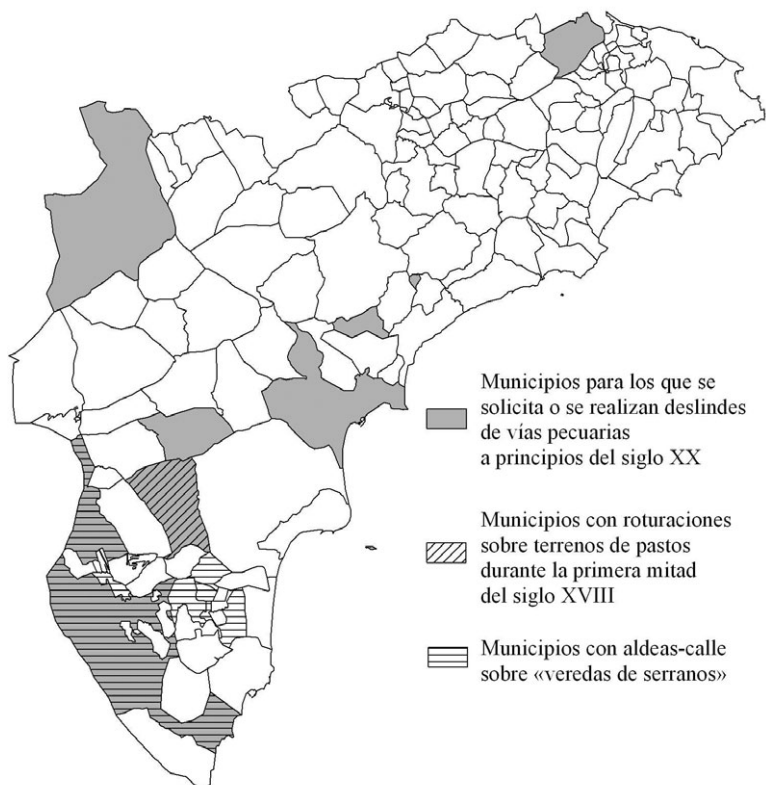 Municipios para los que se
solicita o se realizan deslindes
de vías pecuarias
a principios del siglo XX
Municipios con roturaciones
sobre terrenos de pastos
durante la primera mitad
del siglo XVIII
Municipios con aldeas-calle
sobre «veredas de serranos»